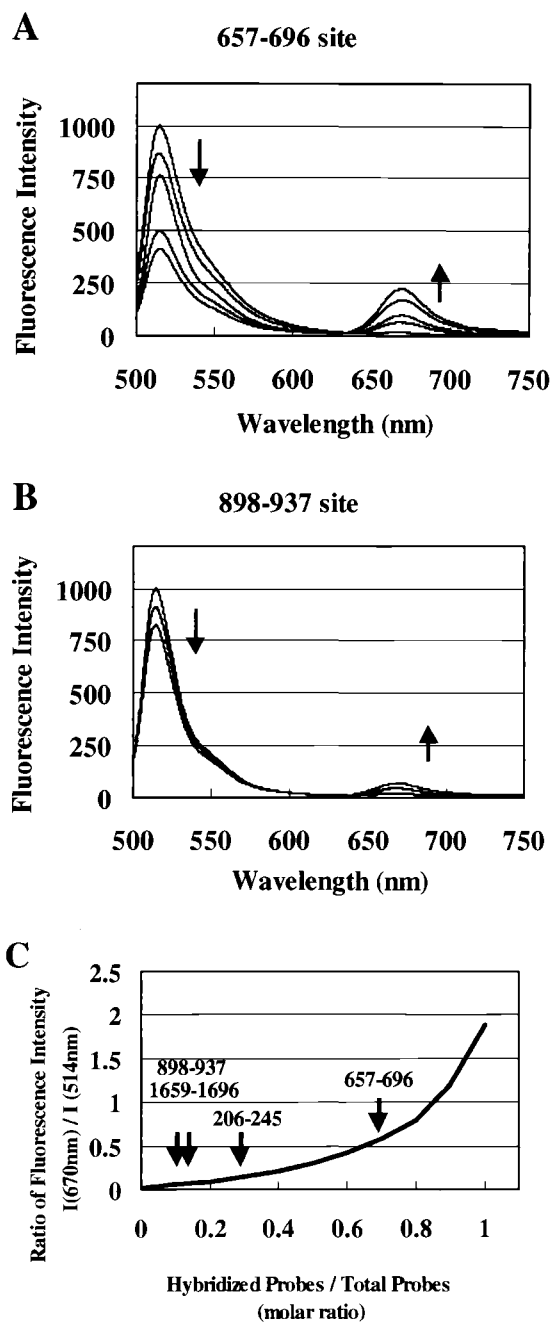 A
657-696 site
Fluorescence Intensity
1000
750
500
250
0
500 550 600 650 700 750
Wavelength (nm)
B
898-937 site
Fluorescence Intensity
1000
750
500
250
0
500 550 600 650 700 750
Wavelength (nm)
C
Ratio of Fluorescence Intensity
I(670nm) / I (514nm)
2.5
2
1.5
1
0.5
0
898-937
1659-1696
206-245
657-696
0 0.2 0.4 0.6 0.8 1
Hybridized Probes / Total Probes
(molar ratio)